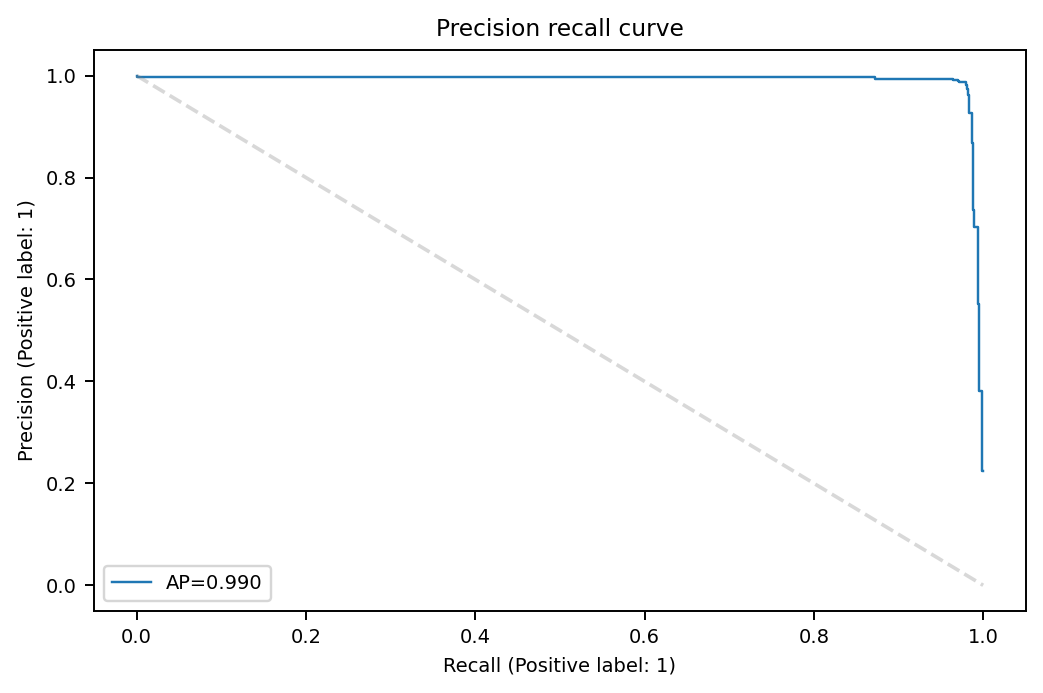 Precision recall curve
Precision (Positive label: 1)
1.0
0.8
0.6
0.4
0.2
0.0
AP=0.990
0.0 0.2 0.4 0.6 0.8 1.0
Recall (Positive label: 1)